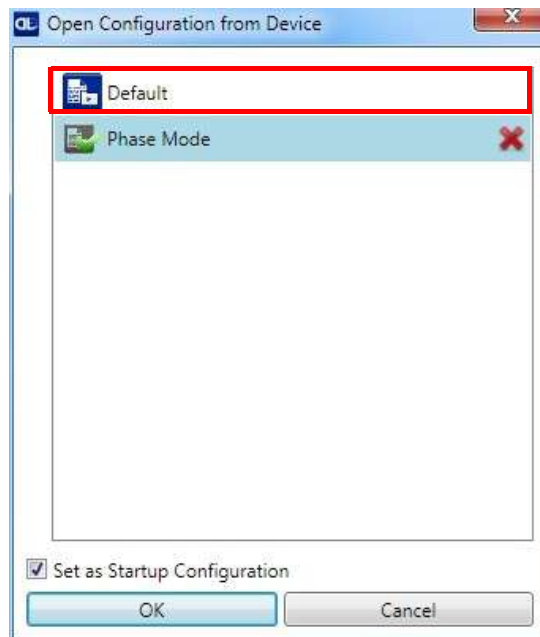 Open Configuration from Device
Default
Phase Mode
Set as Startup Configuration
OK
Cancel